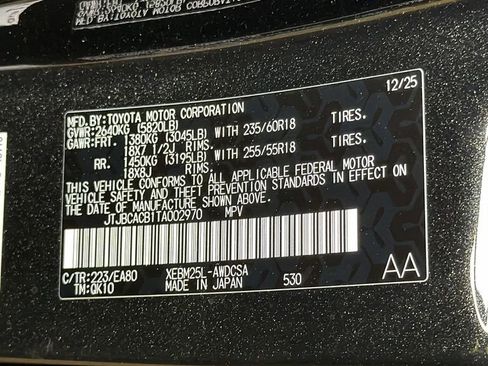 12/25
MFD.BY:TOYOTA MOTOR CORPORATION
GVWR:2640KG (5820LB)
GAWR:FRT. 1380KG (3045LB) WITH 235/60R18 TIRES.
18X7 1/2J RIMS.
RR. 1450KG (3195LB) WITH 255/55R18 TIRES.
18X8J RIMS.
THIS VEHICLE CONFORMS TO ALL APPLICABLE FEDERAL MOTOR
VEHICLE SAFETY AND THEFT PREVENTION STANDARDS IN EFFECT ON
THE DATE OF MANUFACTURE SHOWN ABOVE.
JTJBCACB1TA002970 MPV
C/TR:223/EA80 XEBM25L-AWDCSA AA
TM:QK10 MADE IN JAPAN 530